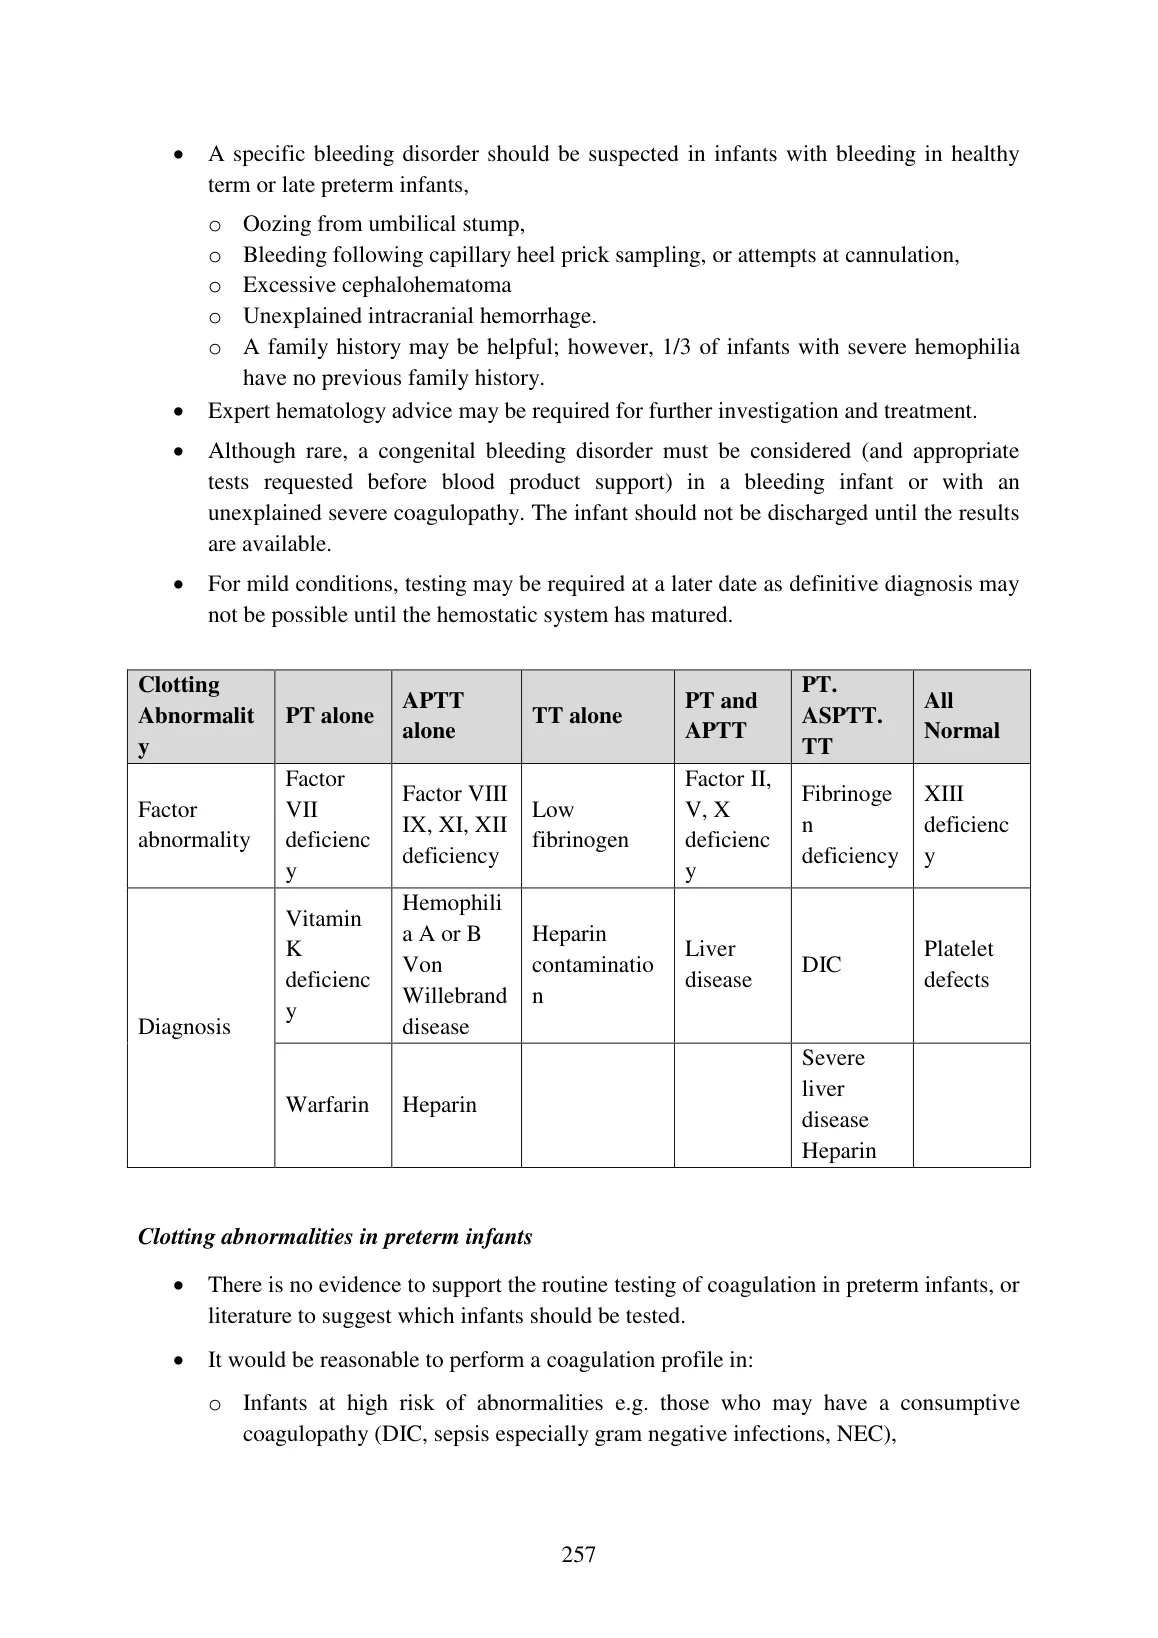 • A specific bleeding disorder should be suspected in infants with bleeding in healthy
term or late preterm infants,
o Oozing from umbilical stump,
o Bleeding following capillary heel prick sampling, or attempts at cannulation,
o Excessive cephalohematoma
o Unexplained intracranial hemorrhage.
o A family history may be helpful; however, 1/3 of infants with severe hemophilia
have no previous family history.
• Expert hematology advice may be required for further investigation and treatment.
• Although rare, a congenital bleeding disorder must be considered (and appropriate
tests requested before blood product support) in a bleeding infant or with an
unexplained severe coagulopathy. The infant should not be discharged until the results
are available.
• For mild conditions, testing may be required at a later date as definitive diagnosis may
not be possible until the hemostatic system has matured.
Clotting
Abnormalit
y
PT alone
APTT
alone
TT alone
PT and
APTT
PT.
ASPTT.
TT
All
Normal
Factor
abnormality
Factor
VII
deficienc
y
Factor VIII
IX, XI, XII
deficiency
Low
fibrinogen
Factor II,
V, X
deficienc
y
Fibrinoge
n
deficiency
XIII
deficienc
y
Diagnosis
Vitamin
K
deficienc
y
Hemophili
a A or B
Von
Willebrand
disease
Heparin
contaminatio
n
Liver
disease
DIC
Platelet
defects
Warfarin
Heparin
Severe
liver
disease
Heparin
Clotting abnormalities in preterm infants
• There is no evidence to support the routine testing of coagulation in preterm infants, or
literature to suggest which infants should be tested.
• It would be reasonable to perform a coagulation profile in:
o Infants at high risk of abnormalities e.g. those who may have a consumptive
coagulopathy (DIC, sepsis especially gram negative infections, NEC),
257